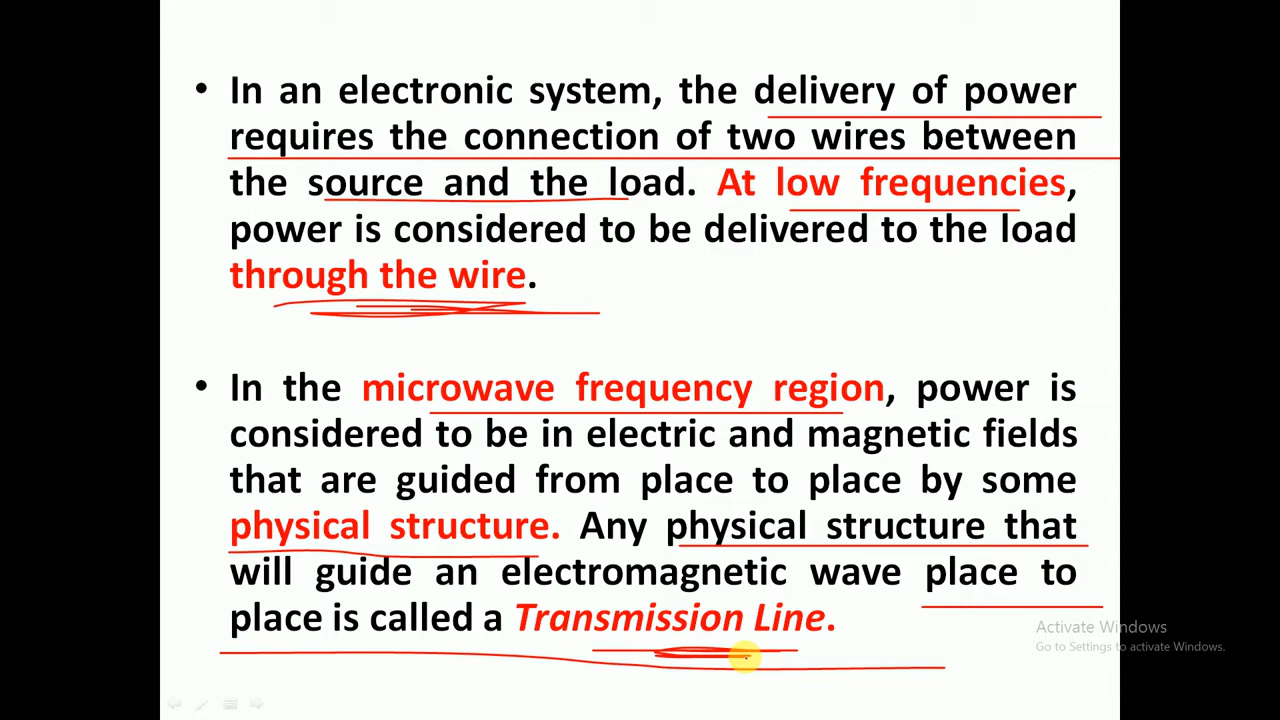 • In an electronic system, the delivery of power
requires the connection of two wires between
the source and the load. At low frequencies,
power is considered to be delivered to the load
through the wire.
• In the microwave frequency region, power is
considered to be in electric and magnetic fields
that are guided from place to place by some
physical structure. Any physical structure that
will guide an electromagnetic wave place to
place is called a Transmission Line.
Activate Windows
Go to Settings to activate Windows.